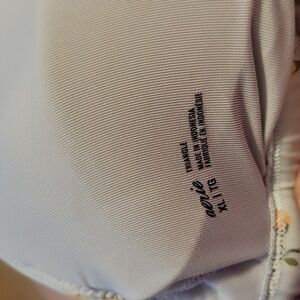 aerie
XL | TG
TRIANGLE
MADE IN INDONESIA
FABRIQUÉ EN INDONÉSIE